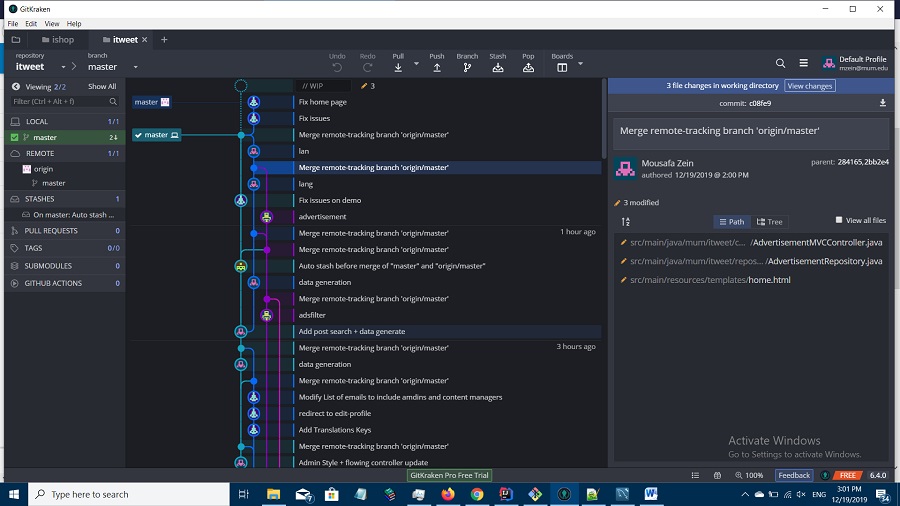 GitKraken
File Edit View Help
ishop
itweet
repository
itweet
branch
master
Undo
Redo
Pull
Push
Branch
Stash
Pop
Boards
Default Profile
mzein@mum.edu
Viewing 2/2 Show All
Filter (Ctrl + Alt + f)
LOCAL 1/1
master 2↓
REMOTE 1/1
origin
master
STASHES 1
On master: Auto stash ...
PULL REQUESTS 0
TAGS 0/0
SUBMODULES 0
GITHUB ACTIONS 0
master
master
// WIP 3
Fix home page
Fix issues
Merge remote-tracking branch 'origin/master'
lan
Merge remote-tracking branch 'origin/master'
lang
Fix issues on demo
advertisement
Merge remote-tracking branch 'origin/master' 1 hour ago
Merge remote-tracking branch 'origin/master'
Auto stash before merge of "master" and "origin/master"
data generation
Merge remote-tracking branch 'origin/master'
adsfilter
Add post search + data generate
Merge remote-tracking branch 'origin/master' 3 hours ago
data generation
Merge remote-tracking branch 'origin/master'
Modify List of emails to include amdins and content managers
redirect to edit-profile
Add Translations Keys
Merge remote-tracking branch 'origin/master'
Admin Style + flowing controller update
3 file changes in working directory View changes
commit: c08fe9
Merge remote-tracking branch 'origin/master'
Mousafa Zein
authored 12/19/2019 @ 2:00 PM
parent: 284165,2bb2e4
3 modified
Path Tree View all files
src/main/java/mum/itweet/c... /AdvertisementMVCController.java
src/main/java/mum/itweet/repos... /AdvertisementRepository.java
src/main/resources/templates/home.html
Activate Windows
Go to Settings to activate Windows.
GitKraken Pro Free Trial
100%
Feedback
FREE
6.4.0
Type here to search
ENG
3:01 PM
12/19/2019
34